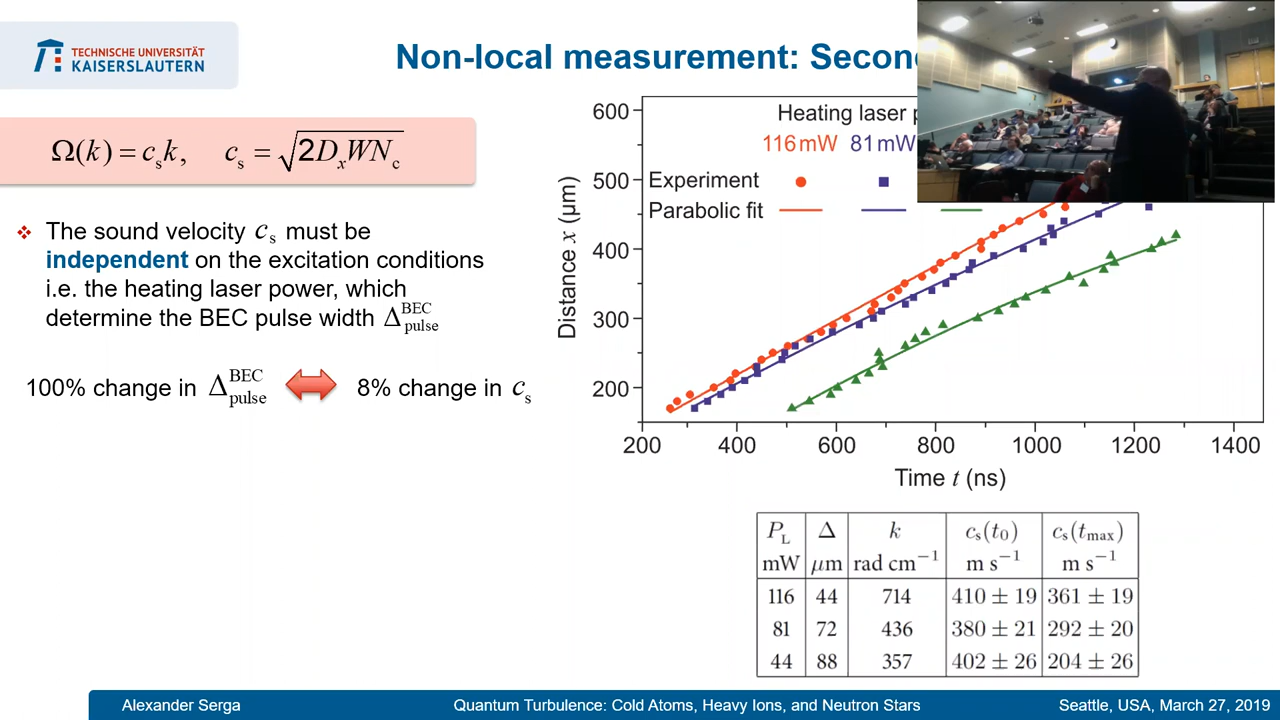 TECHNISCHE UNIVERSITÄT
KAISERSLAUTERN
Non-local measurement: Secon
Ω(k) = c_s k, c_s = √(2D_x W N_c)
❖ The sound velocity c_s must be
independent on the excitation conditions
i.e. the heating laser power, which
determine the BEC pulse width Δ^BEC_pulse
100% change in Δ^BEC_pulse ⇔ 8% change in c_s
Heating laser p
116 mW 81 mW
Experiment
Parabolic fit
Distance x (μm)
600
500
400
300
200
200 400 600 800 1000 1200 1400
Time t (ns)
P_L Δ k c_s(t_0) c_s(t_max)
mW μm rad cm⁻¹ m s⁻¹ m s⁻¹
116 44 714 410 ± 19 361 ± 19
81 72 436 380 ± 21 292 ± 20
44 88 357 402 ± 26 204 ± 26
Alexander Serga Quantum Turbulence: Cold Atoms, Heavy Ions, and Neutron Stars Seattle, USA, March 27, 2019